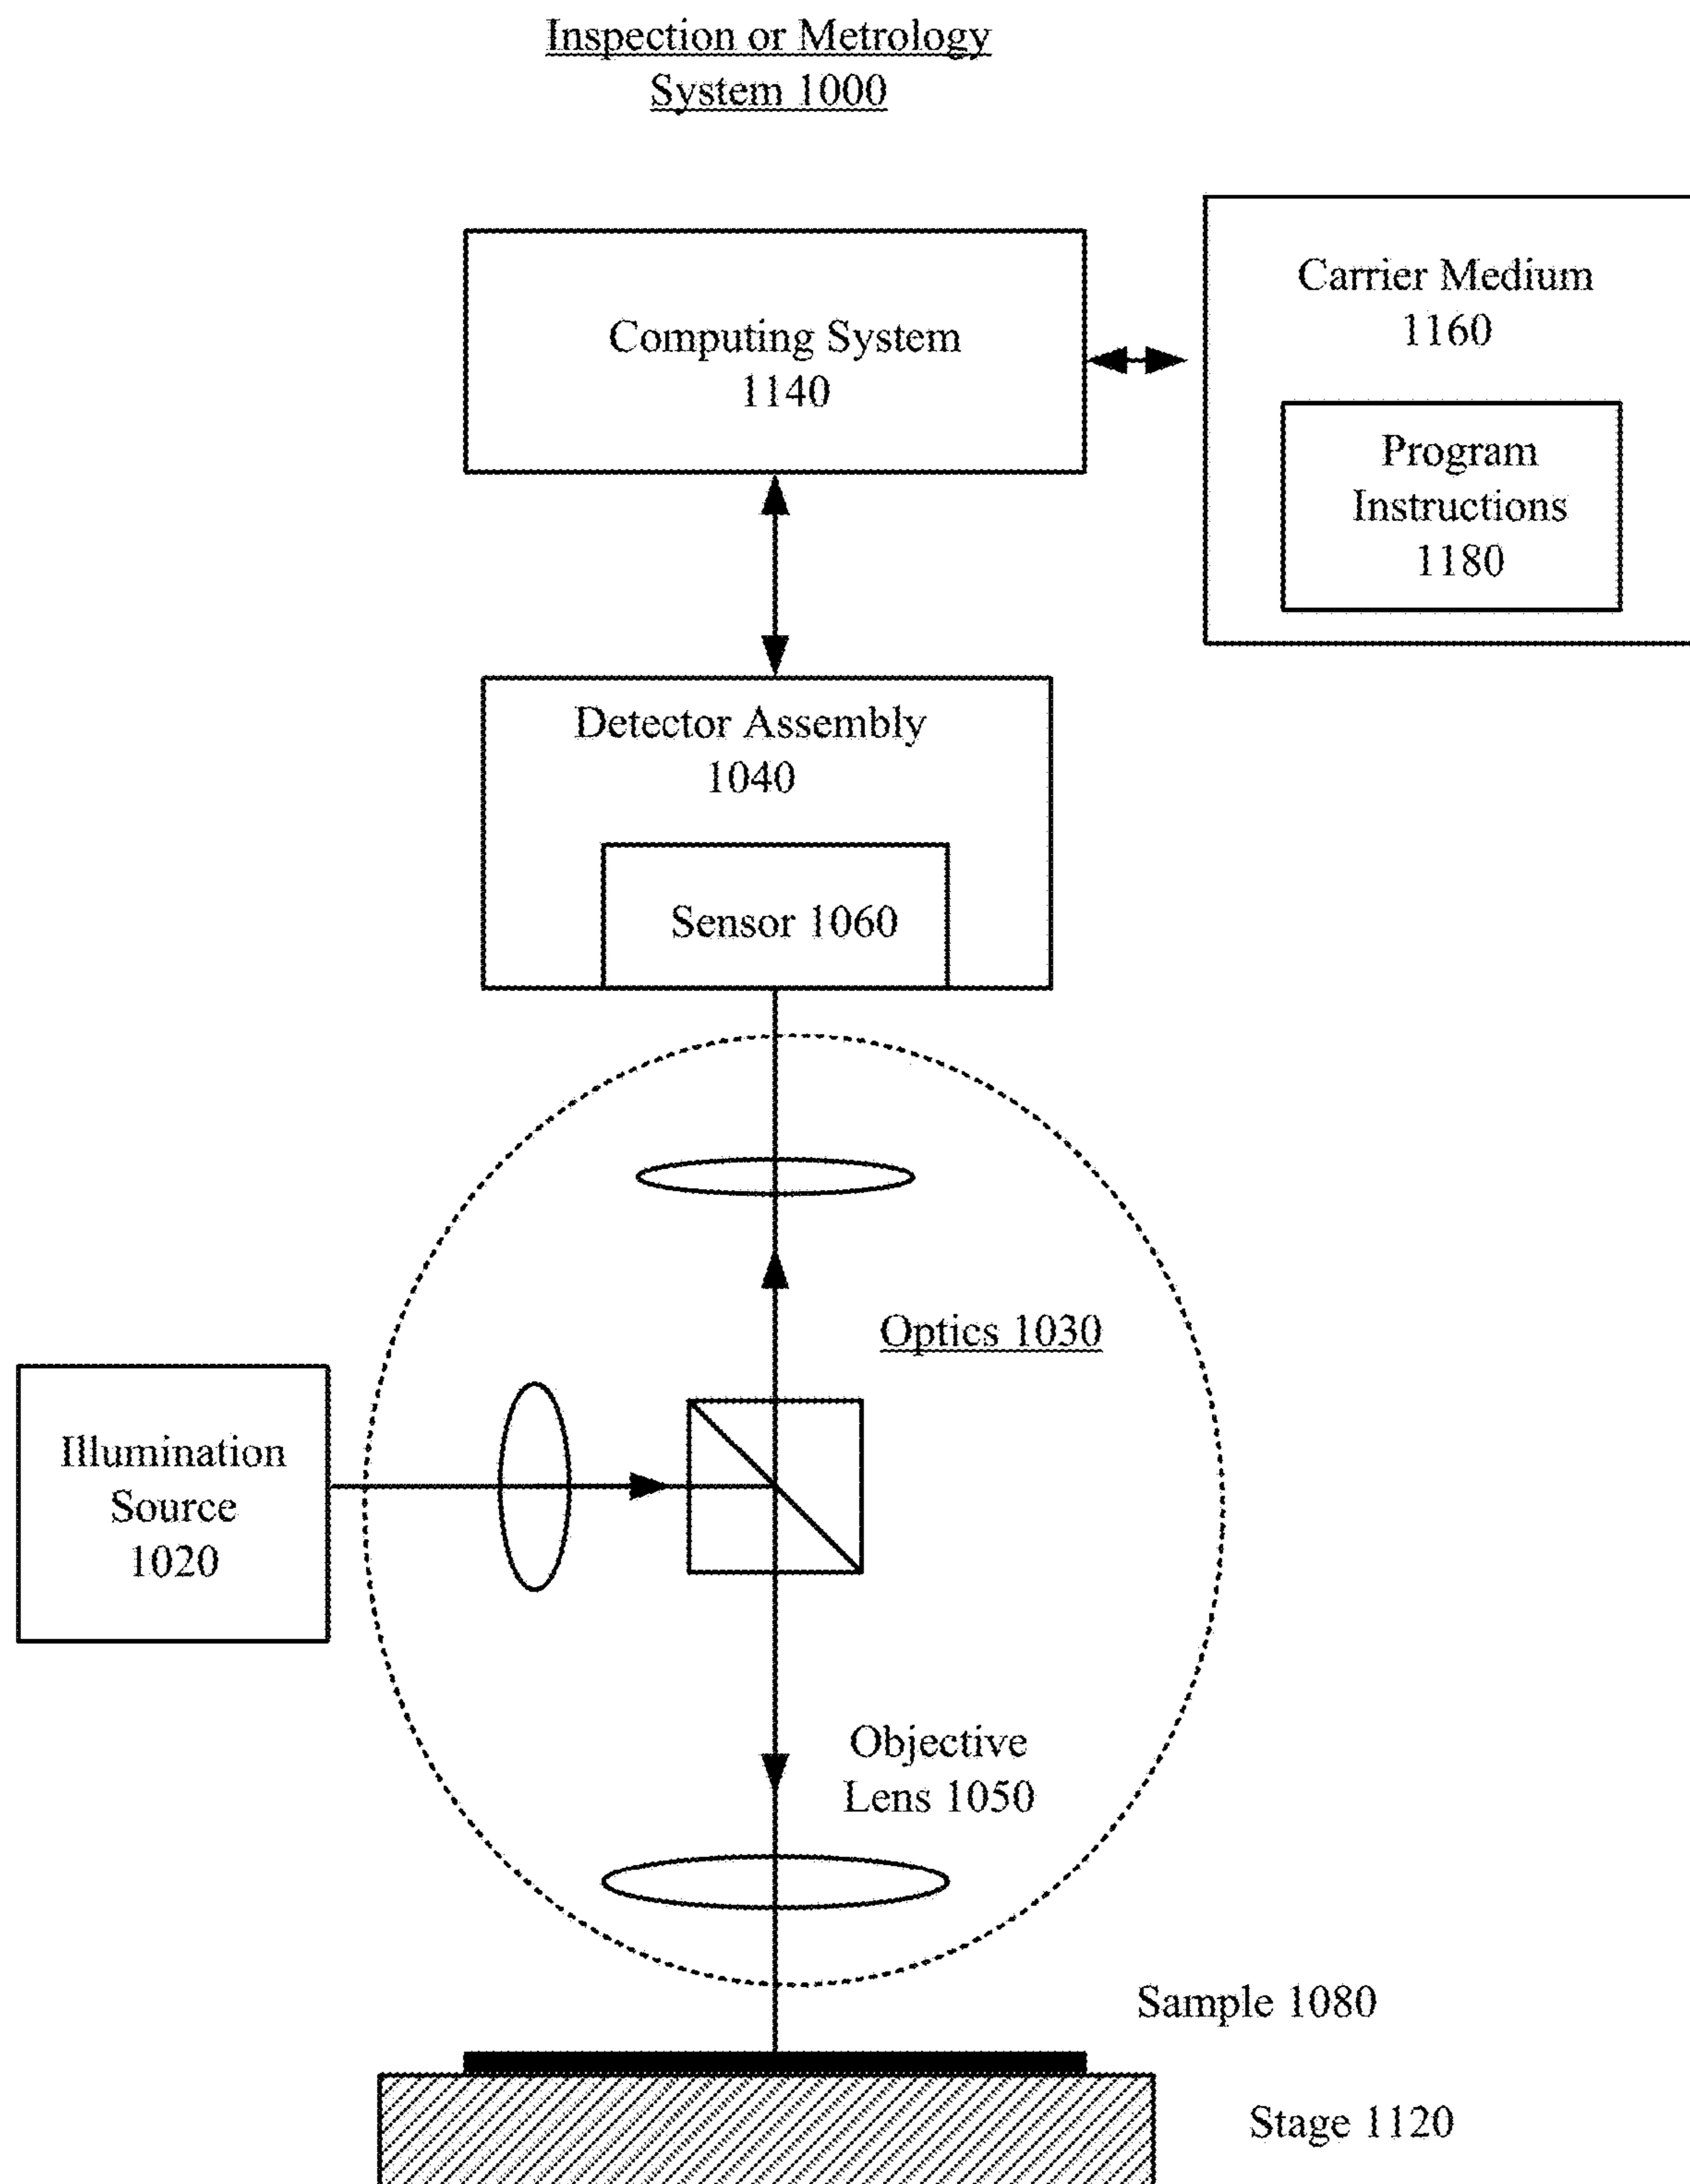 Inspection or Metrology
System 1000
Computing System
1140
Carrier Medium
1160
Program
Instructions
1180
Detector Assembly
1040
Sensor 1060
Optics 1030
Illumination
Source
1020
Objective
Lens 1050
Sample 1080
Stage 1120